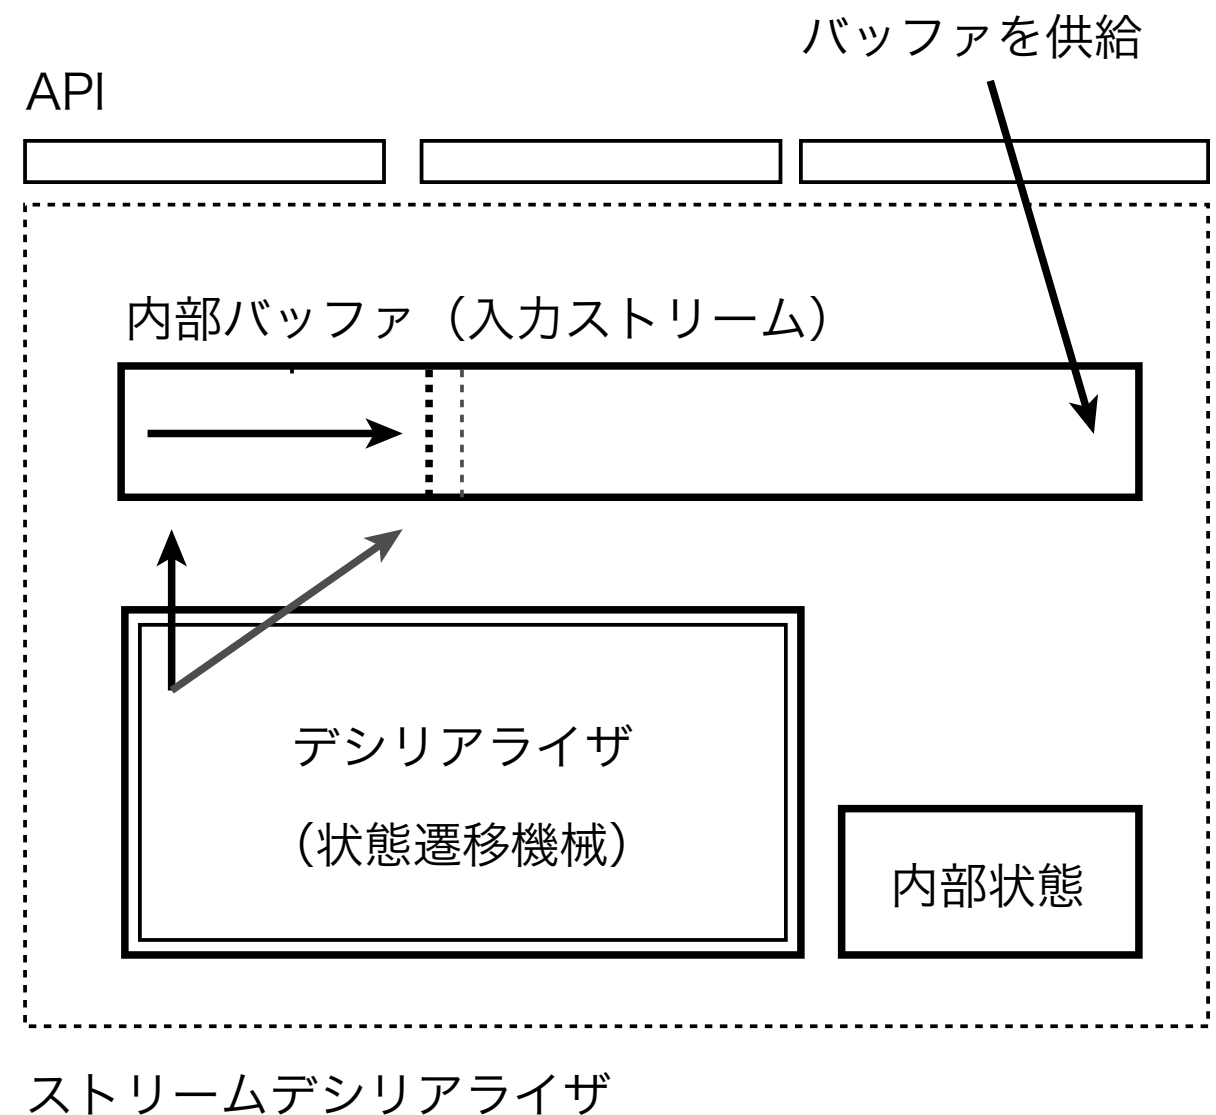 バッファを供給
API
内部バッファ（入力ストリーム）
デシリアライザ
（状態遷移機械）
内部状態
ストリームデシリアライザ